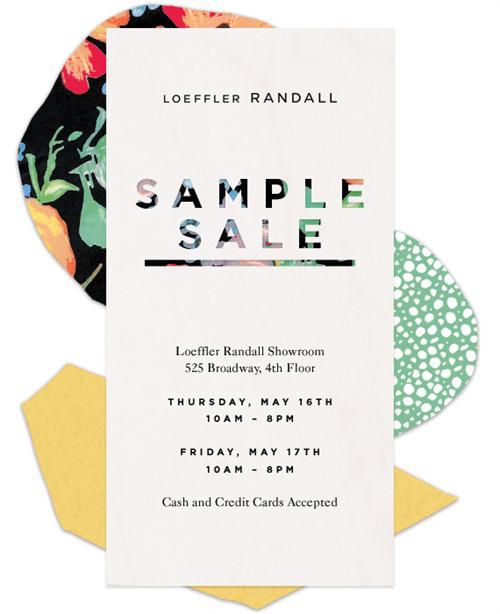 LOEFFLER RANDALL
SAMPLE
SALE
Loeffler Randall Showroom
525 Broadway, 4th Floor
THURSDAY, MAY 16TH
10AM – 8PM
FRIDAY, MAY 17TH
10AM – 8PM
Cash and Credit Cards Accepted